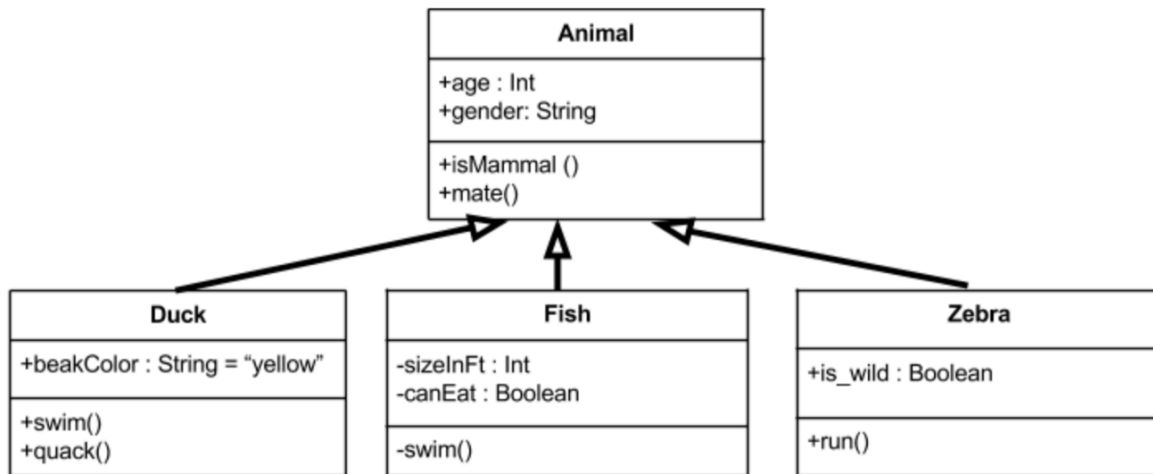 Animal
+age : Int
+gender: String
+isMammal ()
+mate()
Duck
+beakColor : String = “yellow”
+swim()
+quack()
Fish
-sizeInFt : Int
-canEat : Boolean
-swim()
Zebra
+is_wild : Boolean
+run()